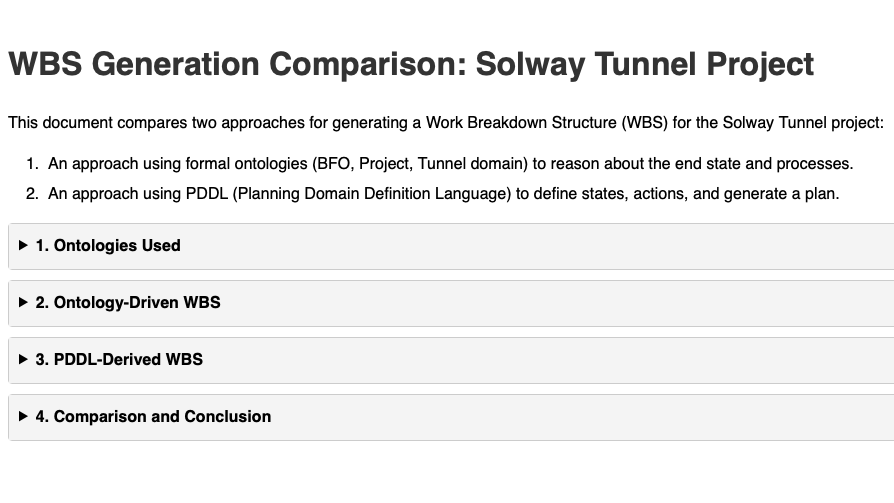 WBS Generation Comparison: Solway Tunnel Project
This document compares two approaches for generating a Work Breakdown Structure (WBS) for the Solway Tunnel project:
1. An approach using formal ontologies (BFO, Project, Tunnel domain) to reason about the end state and processes.
2. An approach using PDDL (Planning Domain Definition Language) to define states, actions, and generate a plan.
1. Ontologies Used
2. Ontology-Driven WBS
3. PDDL-Derived WBS
4. Comparison and Conclusion